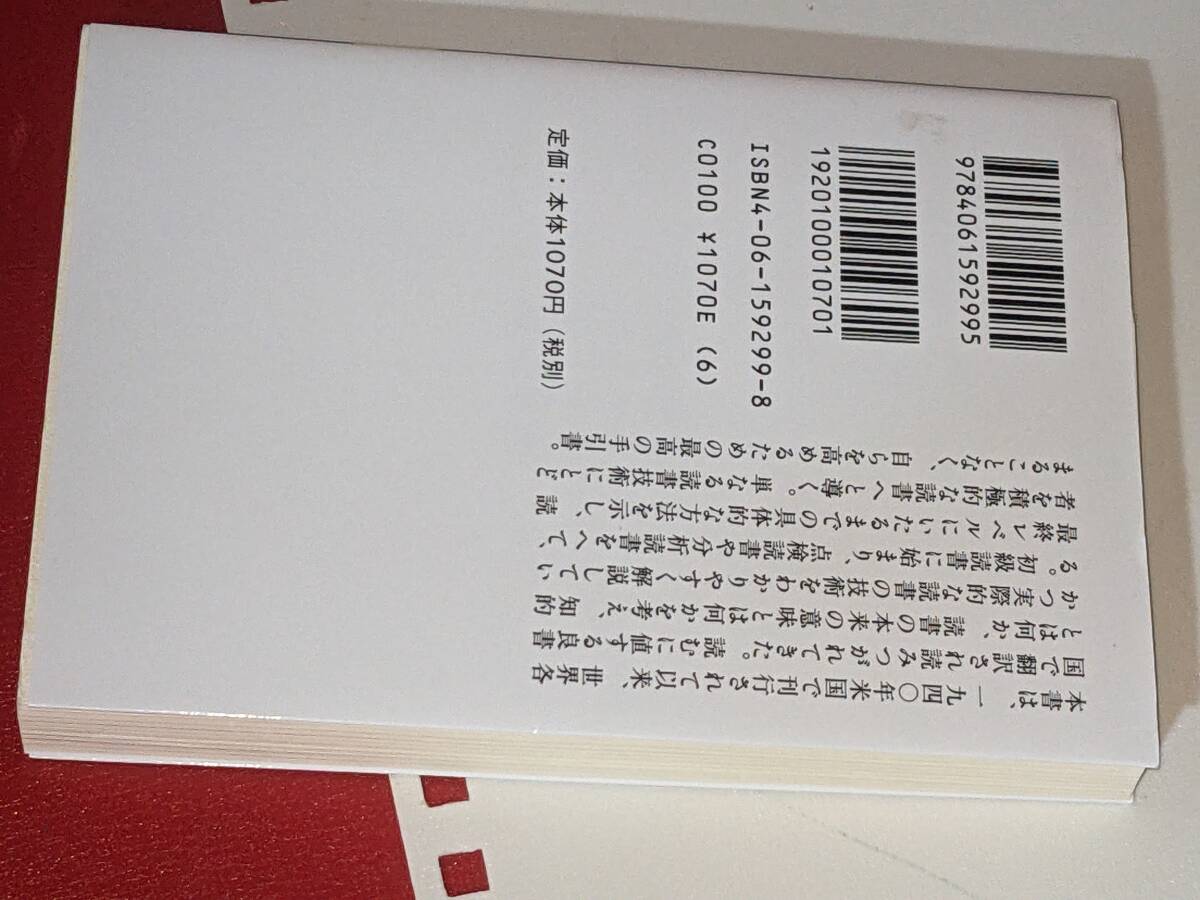 9784061592995
1920100010701
ISBN4-06-159299-8
C0100 ¥1070E (6)
定価：本体1070円（税別）
本書は、一九四〇年米国で刊行されて以来、世界各
国で翻訳され読みつがれてきた。読むに値する良書
とは何か、読書の本来の意味とは何かを考え、知的
かつ実際的な読書の技術をわかりやすく解説してい
る。初級読書に始まり、点検読書や分析読書をへて、
最終レベルにいたるまでの具体的な方法を示し、読
者を積極的な読書へと導く。単なる読書技術にとど
まることなく、自らを高めるための最高の手引書。